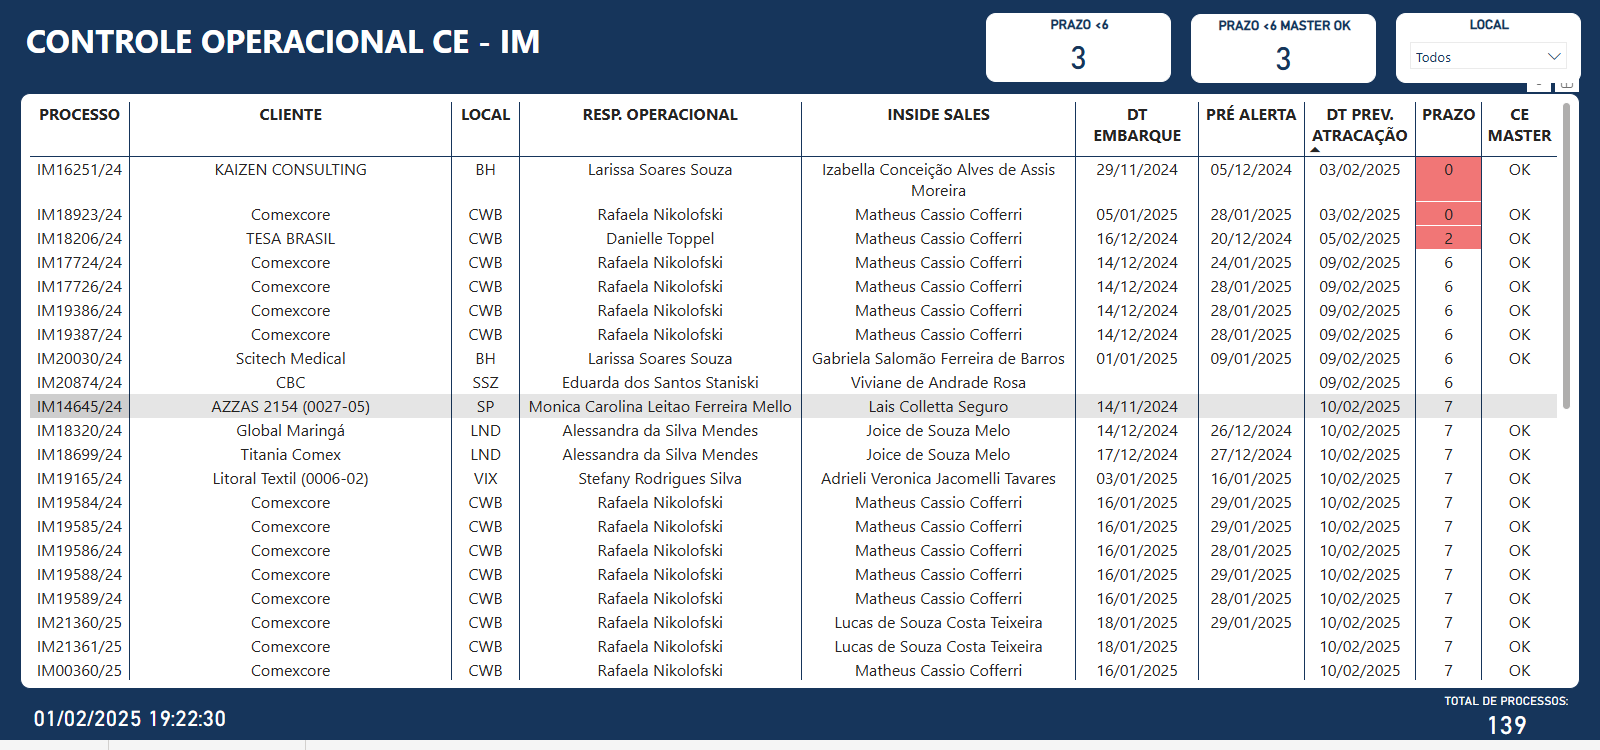 CONTROLE OPERACIONAL CE - IM
PRAZO <6
3
PRAZO <6 MASTER OK
3
LOCAL
Todos
PROCESSO CLIENTE LOCAL RESP. OPERACIONAL INSIDE SALES DT EMBARQUE PRÉ ALERTA DT PREV. ATRACAÇÃO PRAZO CE MASTER
IM16251/24 KAIZEN CONSULTING BH Larissa Soares Souza Izabella Conceição Alves de Assis Moreira 29/11/2024 05/12/2024 03/02/2025 0 OK
IM18923/24 Comexcore CWB Rafaela Nikolofski Matheus Cassio Cofferri 05/01/2025 28/01/2025 03/02/2025 0 OK
IM18206/24 TESA BRASIL CWB Danielle Toppel Matheus Cassio Cofferri 16/12/2024 20/12/2024 05/02/2025 2 OK
IM17724/24 Comexcore CWB Rafaela Nikolofski Matheus Cassio Cofferri 14/12/2024 24/01/2025 09/02/2025 6 OK
IM17726/24 Comexcore CWB Rafaela Nikolofski Matheus Cassio Cofferri 14/12/2024 28/01/2025 09/02/2025 6 OK
IM19386/24 Comexcore CWB Rafaela Nikolofski Matheus Cassio Cofferri 14/12/2024 28/01/2025 09/02/2025 6 OK
IM19387/24 Comexcore CWB Rafaela Nikolofski Matheus Cassio Cofferri 14/12/2024 28/01/2025 09/02/2025 6 OK
IM20030/24 Scitech Medical BH Larissa Soares Souza Gabriela Salomão Ferreira de Barros 01/01/2025 09/01/2025 09/02/2025 6 OK
IM20874/24 CBC SSZ Eduarda dos Santos Staniski Viviane de Andrade Rosa 09/02/2025 6
IM14645/24 AZZAS 2154 (0027-05) SP Monica Carolina Leitao Ferreira Mello Lais Colletta Seguro 14/11/2024 10/02/2025 7
IM18320/24 Global Maringá LND Alessandra da Silva Mendes Joice de Souza Melo 14/12/2024 26/12/2024 10/02/2025 7 OK
IM18699/24 Titania Comex LND Alessandra da Silva Mendes Joice de Souza Melo 17/12/2024 27/12/2024 10/02/2025 7 OK
IM19165/24 Litoral Textil (0006-02) VIX Stefany Rodrigues Silva Adrieli Veronica Jacomelli Tavares 03/01/2025 16/01/2025 10/02/2025 7 OK
IM19584/24 Comexcore CWB Rafaela Nikolofski Matheus Cassio Cofferri 16/01/2025 29/01/2025 10/02/2025 7 OK
IM19585/24 Comexcore CWB Rafaela Nikolofski Matheus Cassio Cofferri 16/01/2025 29/01/2025 10/02/2025 7 OK
IM19586/24 Comexcore CWB Rafaela Nikolofski Matheus Cassio Cofferri 16/01/2025 28/01/2025 10/02/2025 7 OK
IM19588/24 Comexcore CWB Rafaela Nikolofski Matheus Cassio Cofferri 16/01/2025 29/01/2025 10/02/2025 7 OK
IM19589/24 Comexcore CWB Rafaela Nikolofski Matheus Cassio Cofferri 16/01/2025 28/01/2025 10/02/2025 7 OK
IM21360/25 Comexcore CWB Rafaela Nikolofski Lucas de Souza Costa Teixeira 18/01/2025 29/01/2025 10/02/2025 7 OK
IM21361/25 Comexcore CWB Rafaela Nikolofski Lucas de Souza Costa Teixeira 18/01/2025 10/02/2025 7 OK
IM00360/25 Comexcore CWB Rafaela Nikolofski Matheus Cassio Cofferri 16/01/2025 10/02/2025 7 OK
01/02/2025 19:22:30
TOTAL DE PROCESSOS:
139